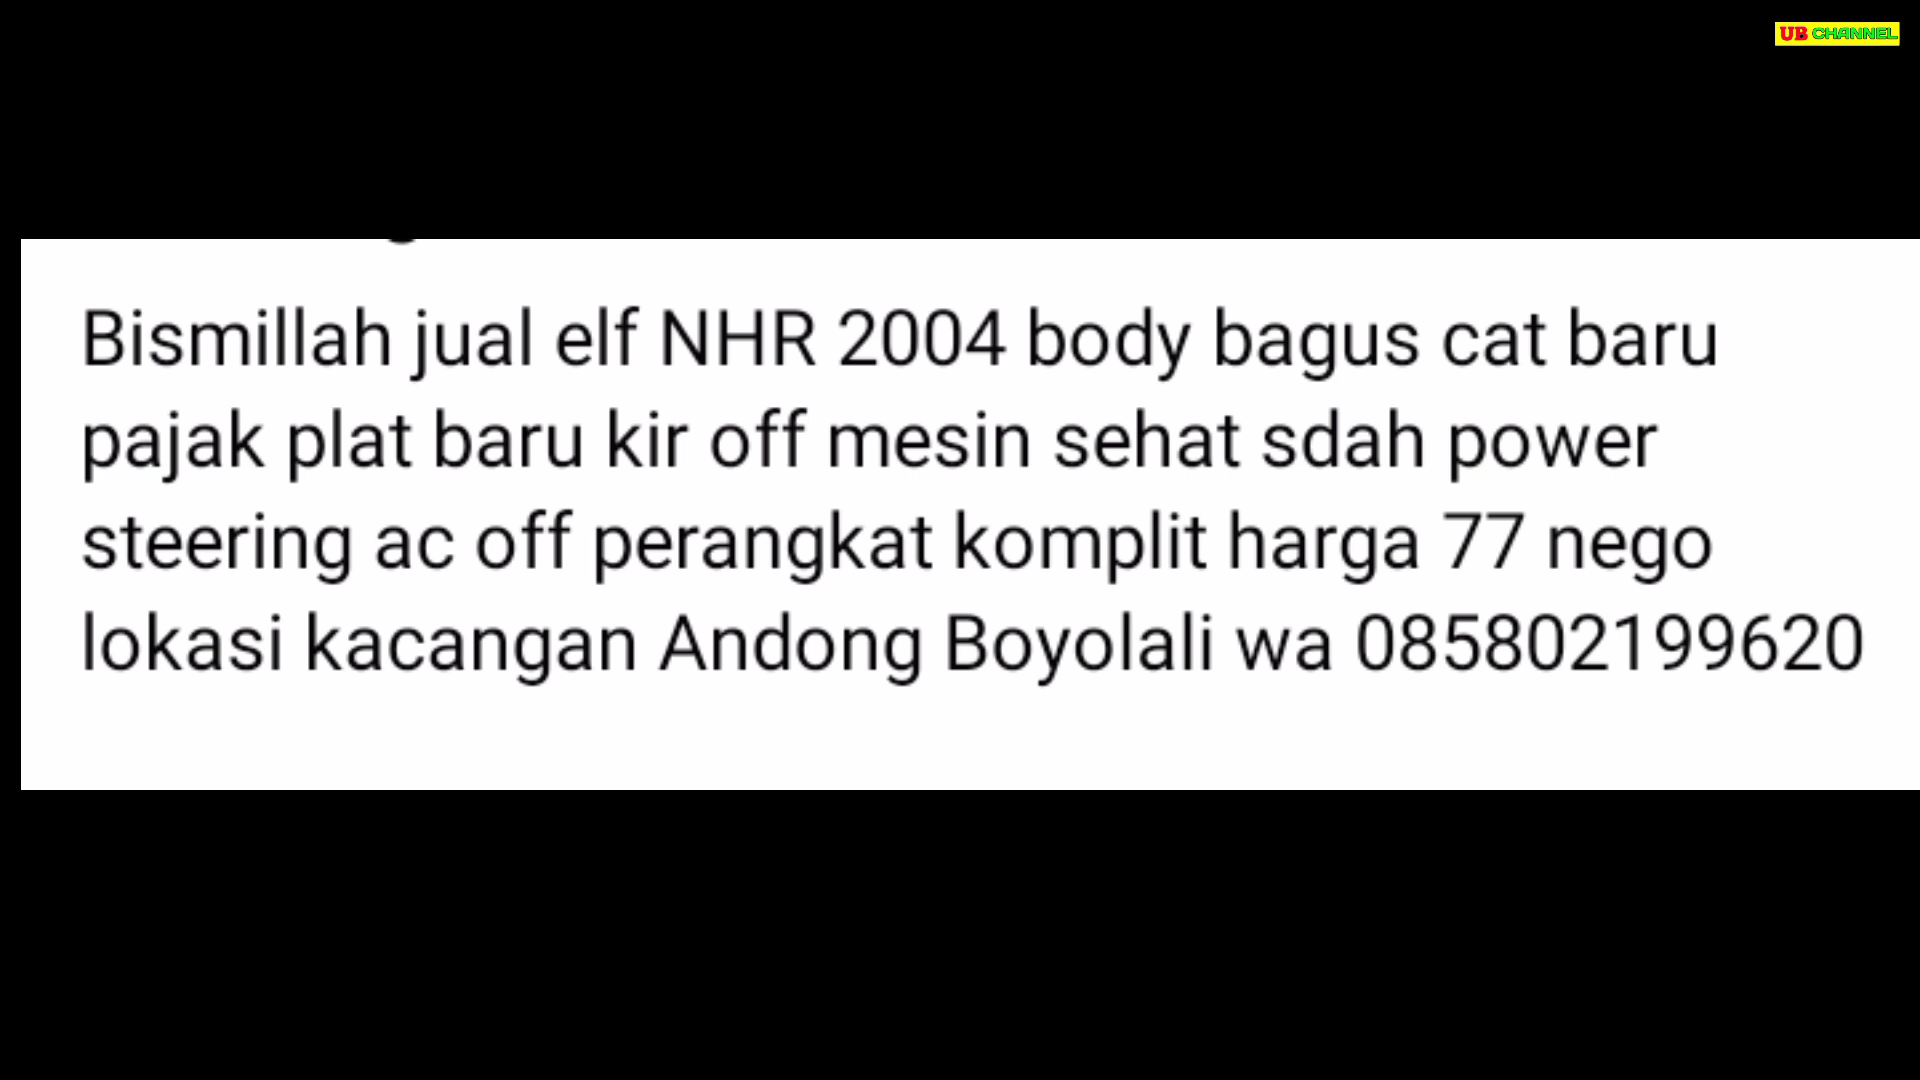 UB CHANNEL
Bismillah jual elf NHR 2004 body bagus cat baru
pajak plat baru kir off mesin sehat sdah power
steering ac off perangkat komplit harga 77 nego
lokasi kacangan Andong Boyolali wa 085802199620